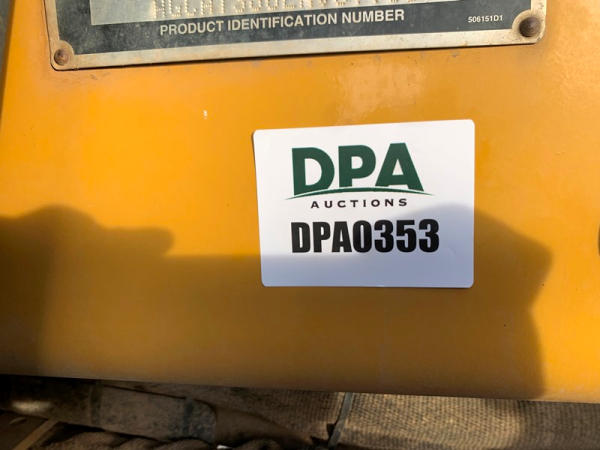 PRODUCT IDENTIFICATION NUMBER
506151D1
DPA
AUCTIONS
DPA0353